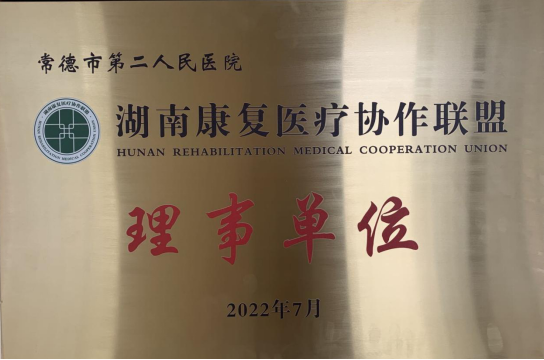 常德市第二人民医院
湖南康复医疗协作联盟
HUNAN REHABILITATION MEDICAL COOPERATION UNION
理事单位
2022年7月